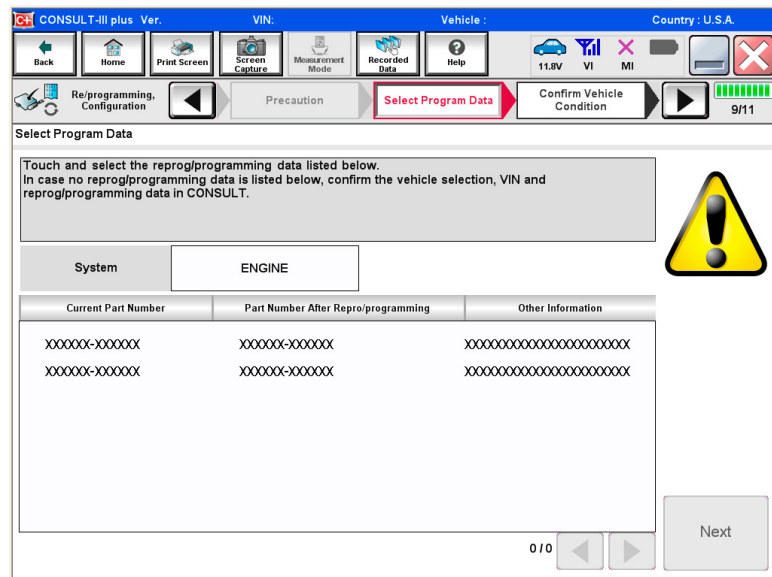 CONSULT-III plus Ver. VIN: Vehicle : Country : U.S.A.
Back
Home
Print Screen
Screen
Capture
Measurement
Mode
Recorded
Data
Help
11.8V
VI
MI
Re/programming,
Configuration
Precaution
Select Program Data
Confirm Vehicle
Condition
9/11
Select Program Data
Touch and select the reprog/programming data listed below.
In case no reprog/programming data is listed below, confirm the vehicle selection, VIN and
reprog/programming data in CONSULT.
System
ENGINE
Current Part Number Part Number After Repro/programming Other Information
XXXXXX-XXXXXX XXXXXX-XXXXXX XXXXXXXXXXXXXXXXXXXXXX
XXXXXX-XXXXXX XXXXXX-XXXXXX XXXXXXXXXXXXXXXXXXXXXX
Next
0/0